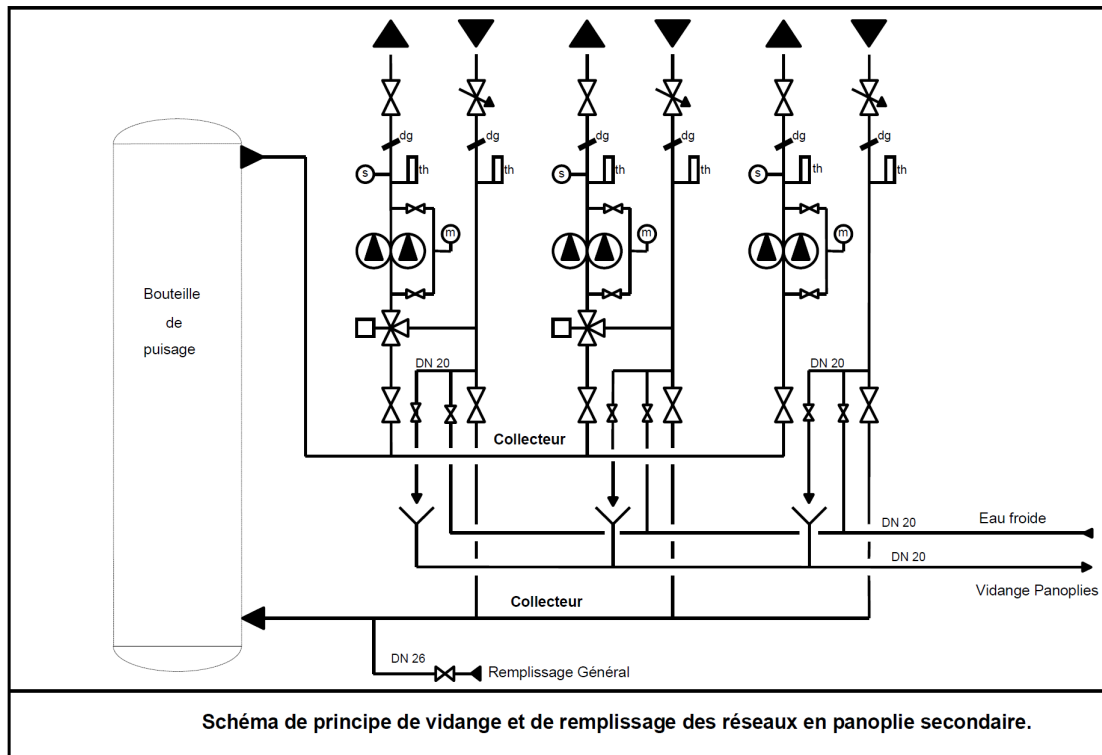 dg
dg
dg
dg
dg
dg
s
th
th
s
th
th
s
th
th
m
m
m
Bouteille
de
puisage
DN 20
DN 20
DN 20
Collecteur
DN 20
Eau froide
DN 20
Vidange Panoplies
Collecteur
DN 26
Remplissage Général
Schéma de principe de vidange et de remplissage des réseaux en panoplie secondaire.